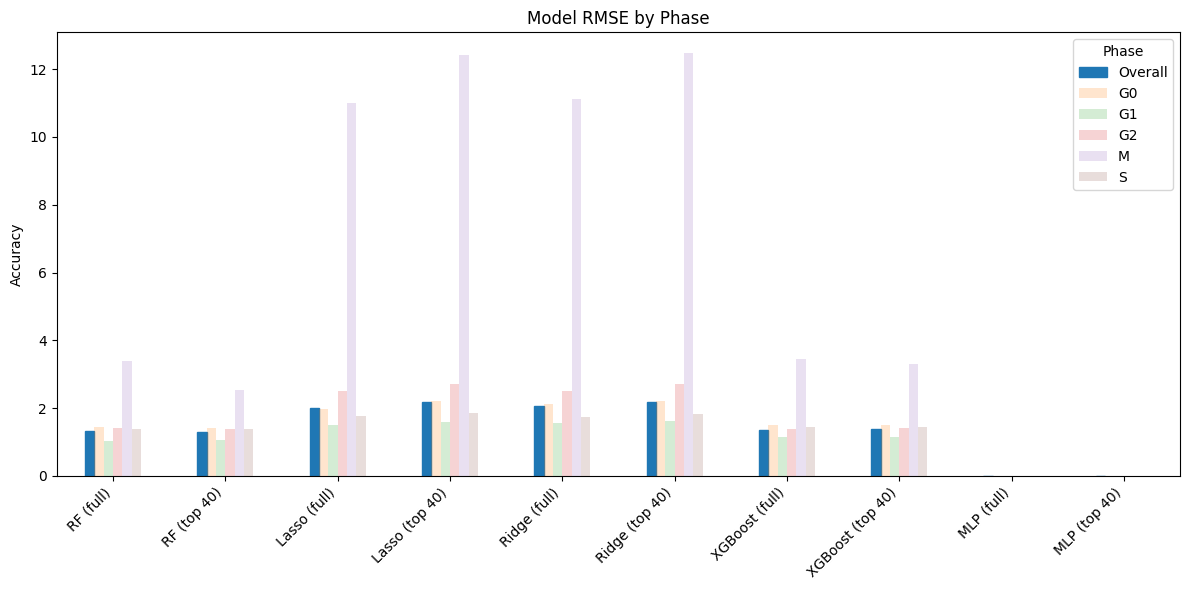 Model RMSE by Phase
Phase
Overall
G0
G1
G2
M
S
Accuracy
12
10
8
6
4
2
0
RF (full)
RF (top 40)
Lasso (full)
Lasso (top 40)
Ridge (full)
Ridge (top 40)
XGBoost (full)
XGBoost (top 40)
MLP (full)
MLP (top 40)